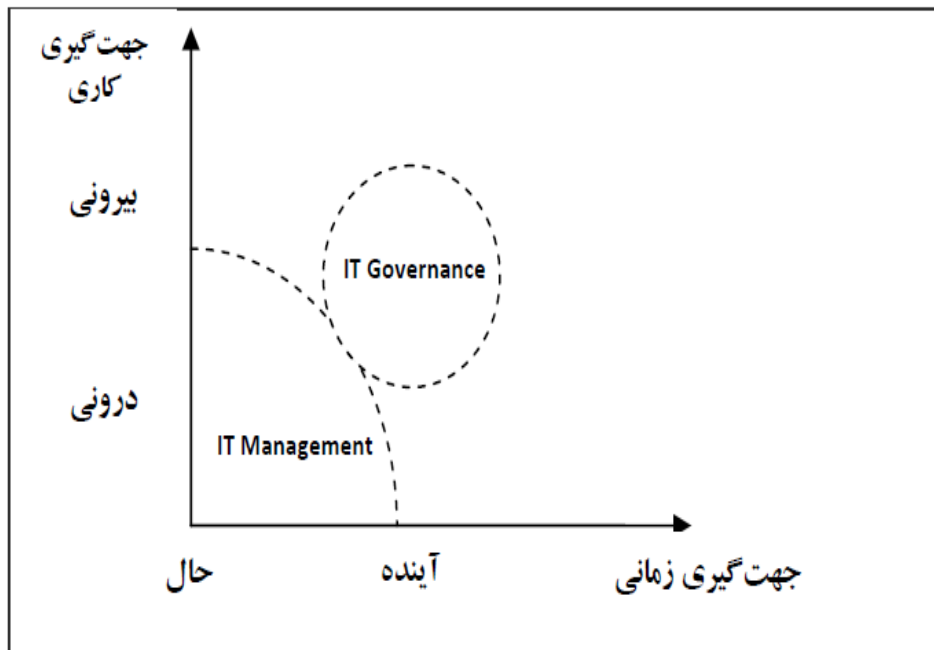 جهت‌گیری
کاری
بیرونی
IT Governance
درونی
IT Management
حال
آینده
جهت‌گیری زمانی